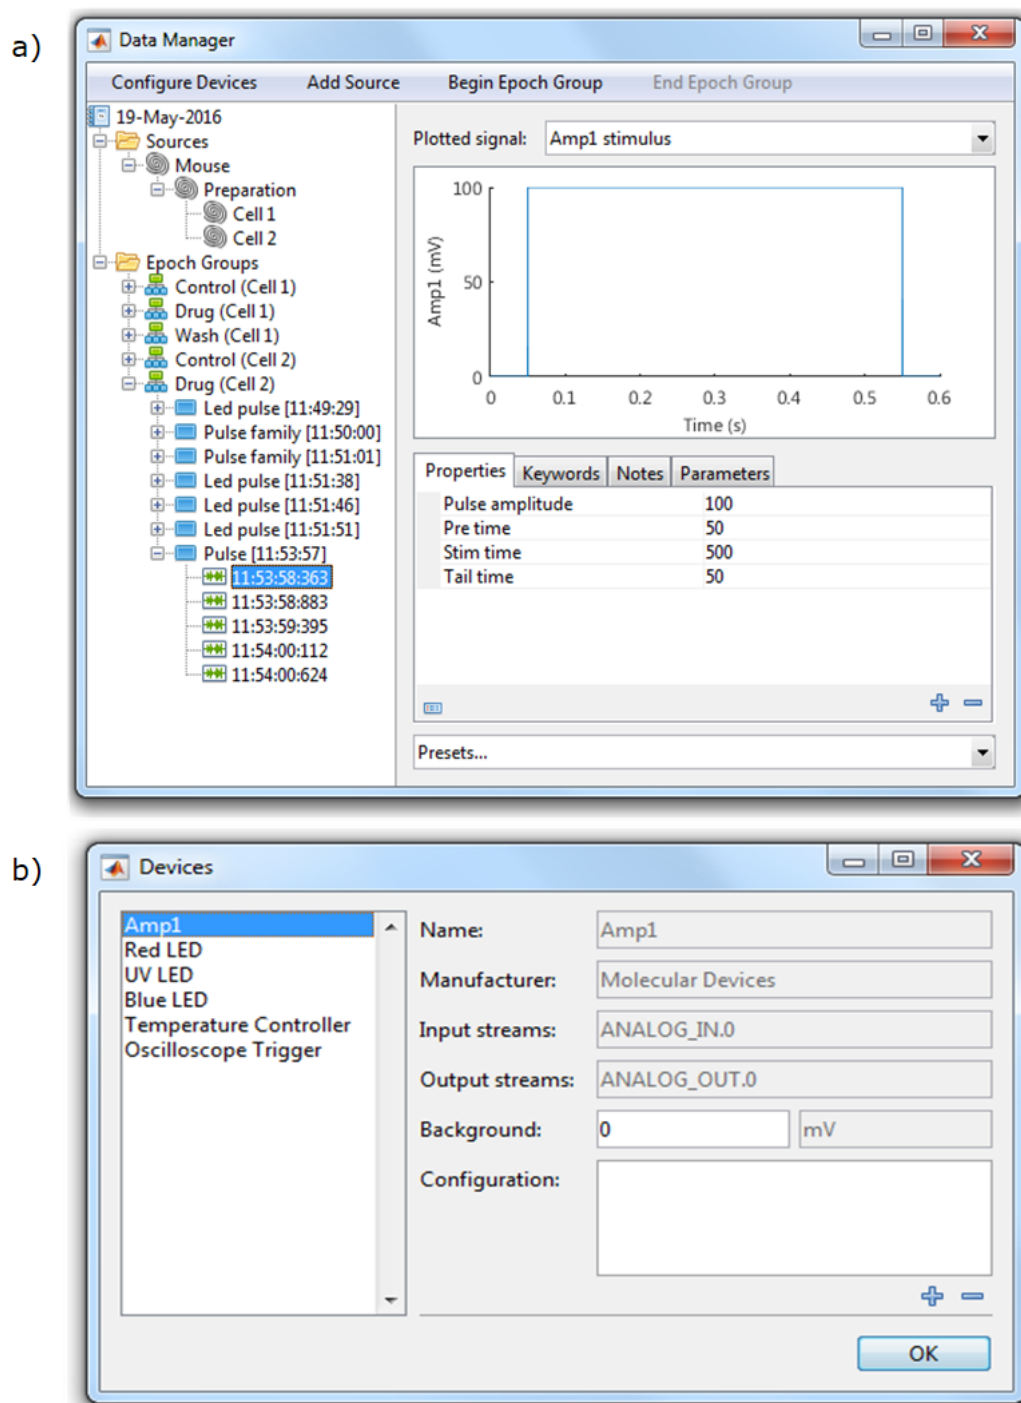 a)
Data Manager
Configure Devices Add Source Begin Epoch Group End Epoch Group
19-May-2016
Sources
Mouse
Preparation
Cell 1
Cell 2
Epoch Groups
Control (Cell 1)
Drug (Cell 1)
Wash (Cell 1)
Control (Cell 2)
Drug (Cell 2)
Led pulse [11:49:29]
Pulse family [11:50:00]
Pulse family [11:51:01]
Led pulse [11:51:38]
Led pulse [11:51:46]
Led pulse [11:51:51]
Pulse [11:53:57]
11:53:58:363
11:53:58:883
11:53:59:395
11:54:00:112
11:54:00:624
Plotted signal: Amp1 stimulus
100
50
0
Amp1 (mV)
0 0.1 0.2 0.3 0.4 0.5 0.6
Time (s)
Properties Keywords Notes Parameters
Pulse amplitude 100
Pre time 50
Stim time 500
Tail time 50
Presets...
b)
Devices
Amp1
Red LED
UV LED
Blue LED
Temperature Controller
Oscilloscope Trigger
Name: Amp1
Manufacturer: Molecular Devices
Input streams: ANALOG_IN.0
Output streams: ANALOG_OUT.0
Background: 0 mV
Configuration:
OK